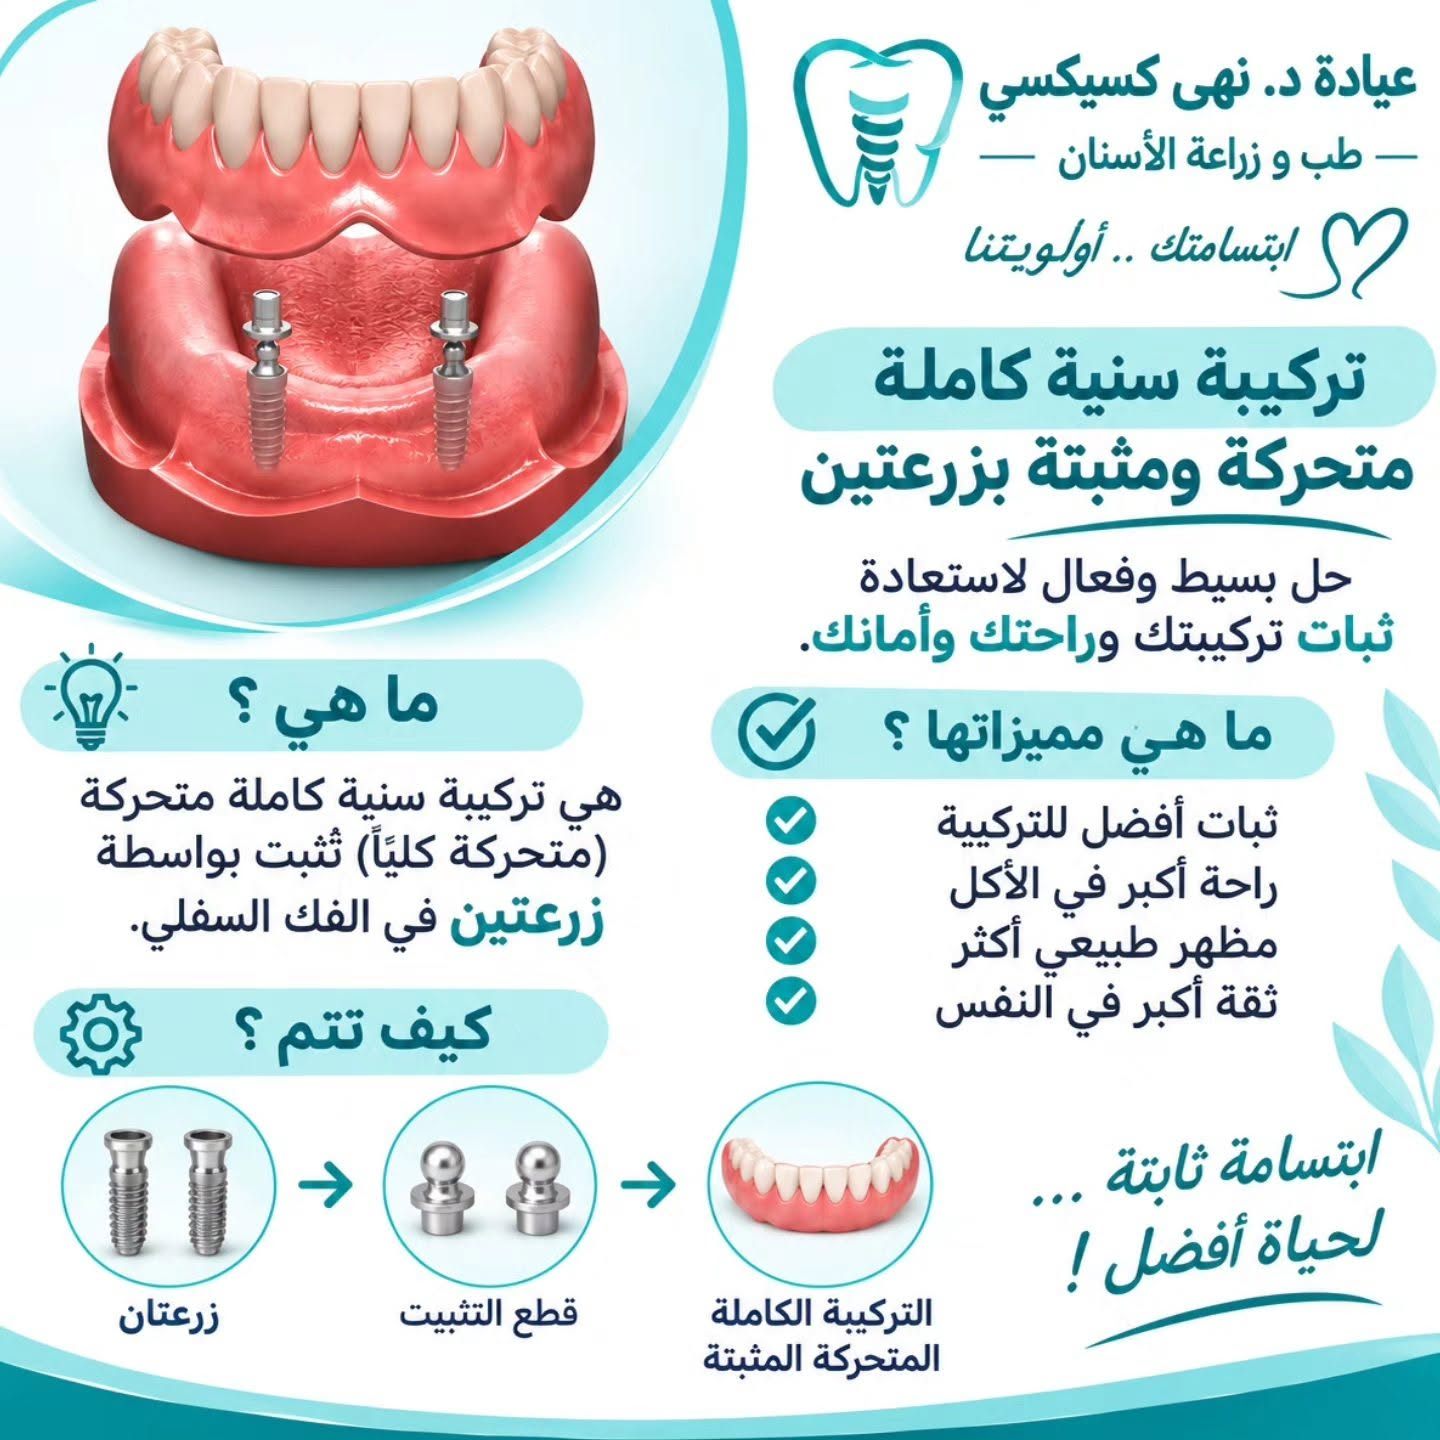 عيادة د. نهى كسيكسي
طب و زراعة الأسنان
ابتسامتك .. أولويتنا
تركيبة سنية كاملة
متحركة ومثبتة بزرعتين
حل بسيط وفعال لاستعادة
ثبات تركيبتك وراحتك وأمانك.
ما هي مميزاتها ؟
ثبات أفضل للتركيبة
راحة أكبر في الأكل
مظهر طبيعي أكثر
ثقة أكبر في النفس
ما هي ؟
هي تركيبة سنية كاملة متحركة
(متحركة كليًاً) تُثبت بواسطة
زرعتين في الفك السفلي.
كيف تتم ؟
زرعتان
قطع التثبيت
التركيبة الكاملة
المتحركة المثبتة
ابتسامة ثابتة ...
لحياة أفضل !